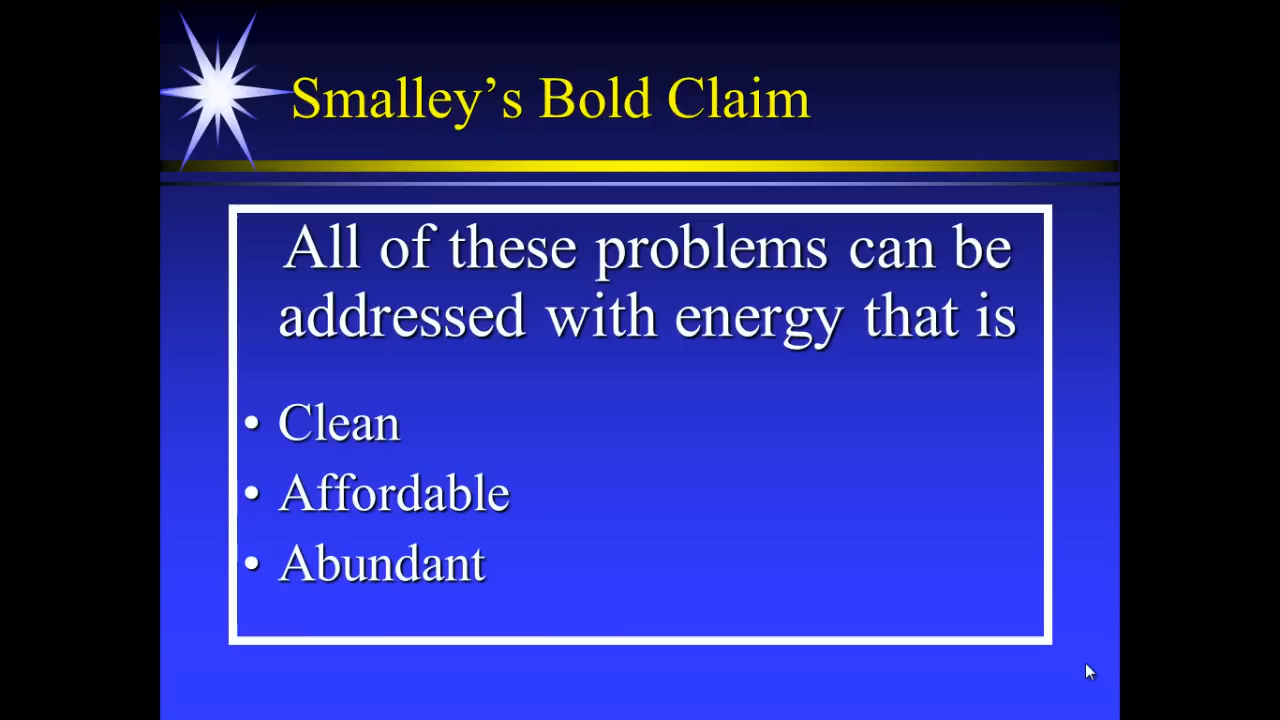 Smalley’s Bold Claim
All of these problems can be
addressed with energy that is
• Clean
• Affordable
• Abundant